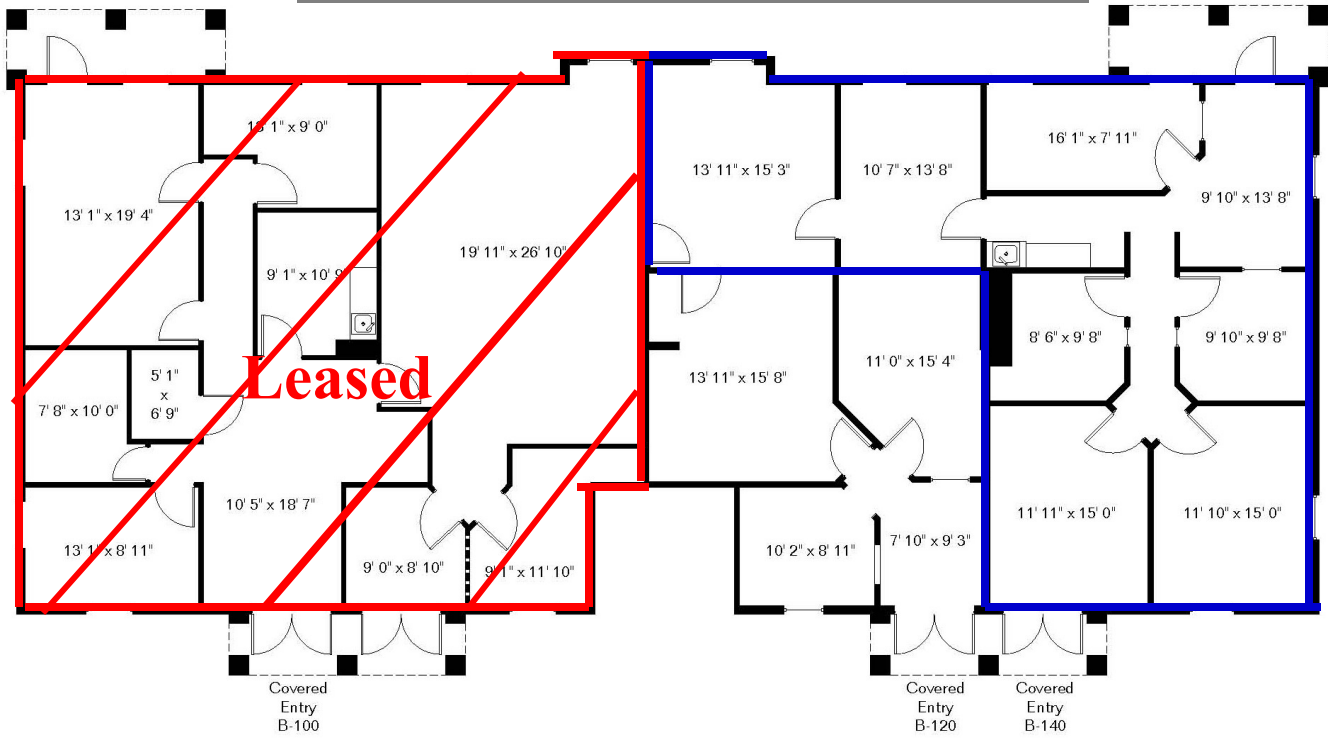 13' 1" x 9' 0"
16' 1" x 7' 11"
13' 11" x 15' 3"
10' 7" x 13' 8"
9' 10" x 13' 8"
13' 1" x 19' 4"
19' 11" x 26' 10"
9' 1" x 10' 9"
8' 6" x 9' 8"
9' 10" x 9' 8"
11' 0" x 15' 4"
13' 11" x 15' 8"
Leased
5' 1"
x
6' 9"
7' 8" x 10' 0"
10' 5" x 18' 7"
11' 11" x 15' 0"
11' 10" x 15' 0"
7' 10" x 9' 3"
13' 1" x 8' 11"
10' 2" x 8' 11"
9' 0" x 8' 10"
9' 1" x 11' 10"
Covered
Entry
B-100
Covered
Entry
B-120
Covered
Entry
B-140